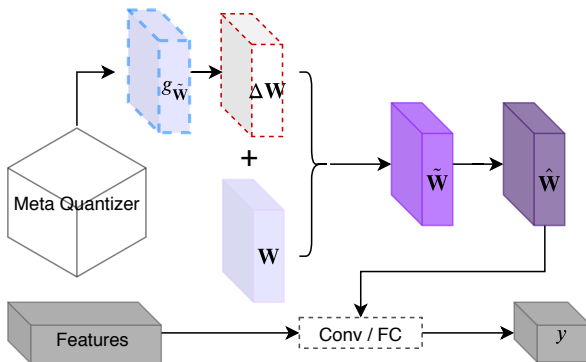 g_W̃
ΔW
+
Meta Quantizer
W
W̃
Ŵ
Features
Conv / FC
y